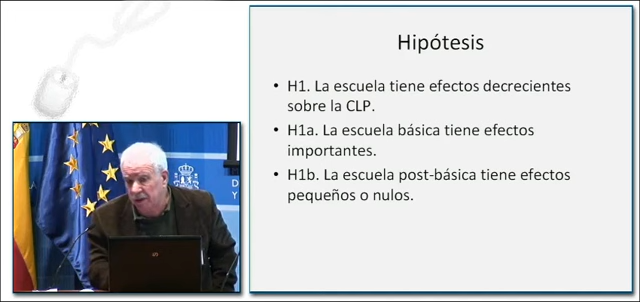 Hipótesis
• H1. La escuela tiene efectos decrecientes
sobre la CLP.
• H1a. La escuela básica tiene efectos
importantes.
• H1b. La escuela post-básica tiene efectos
pequeños o nulos.